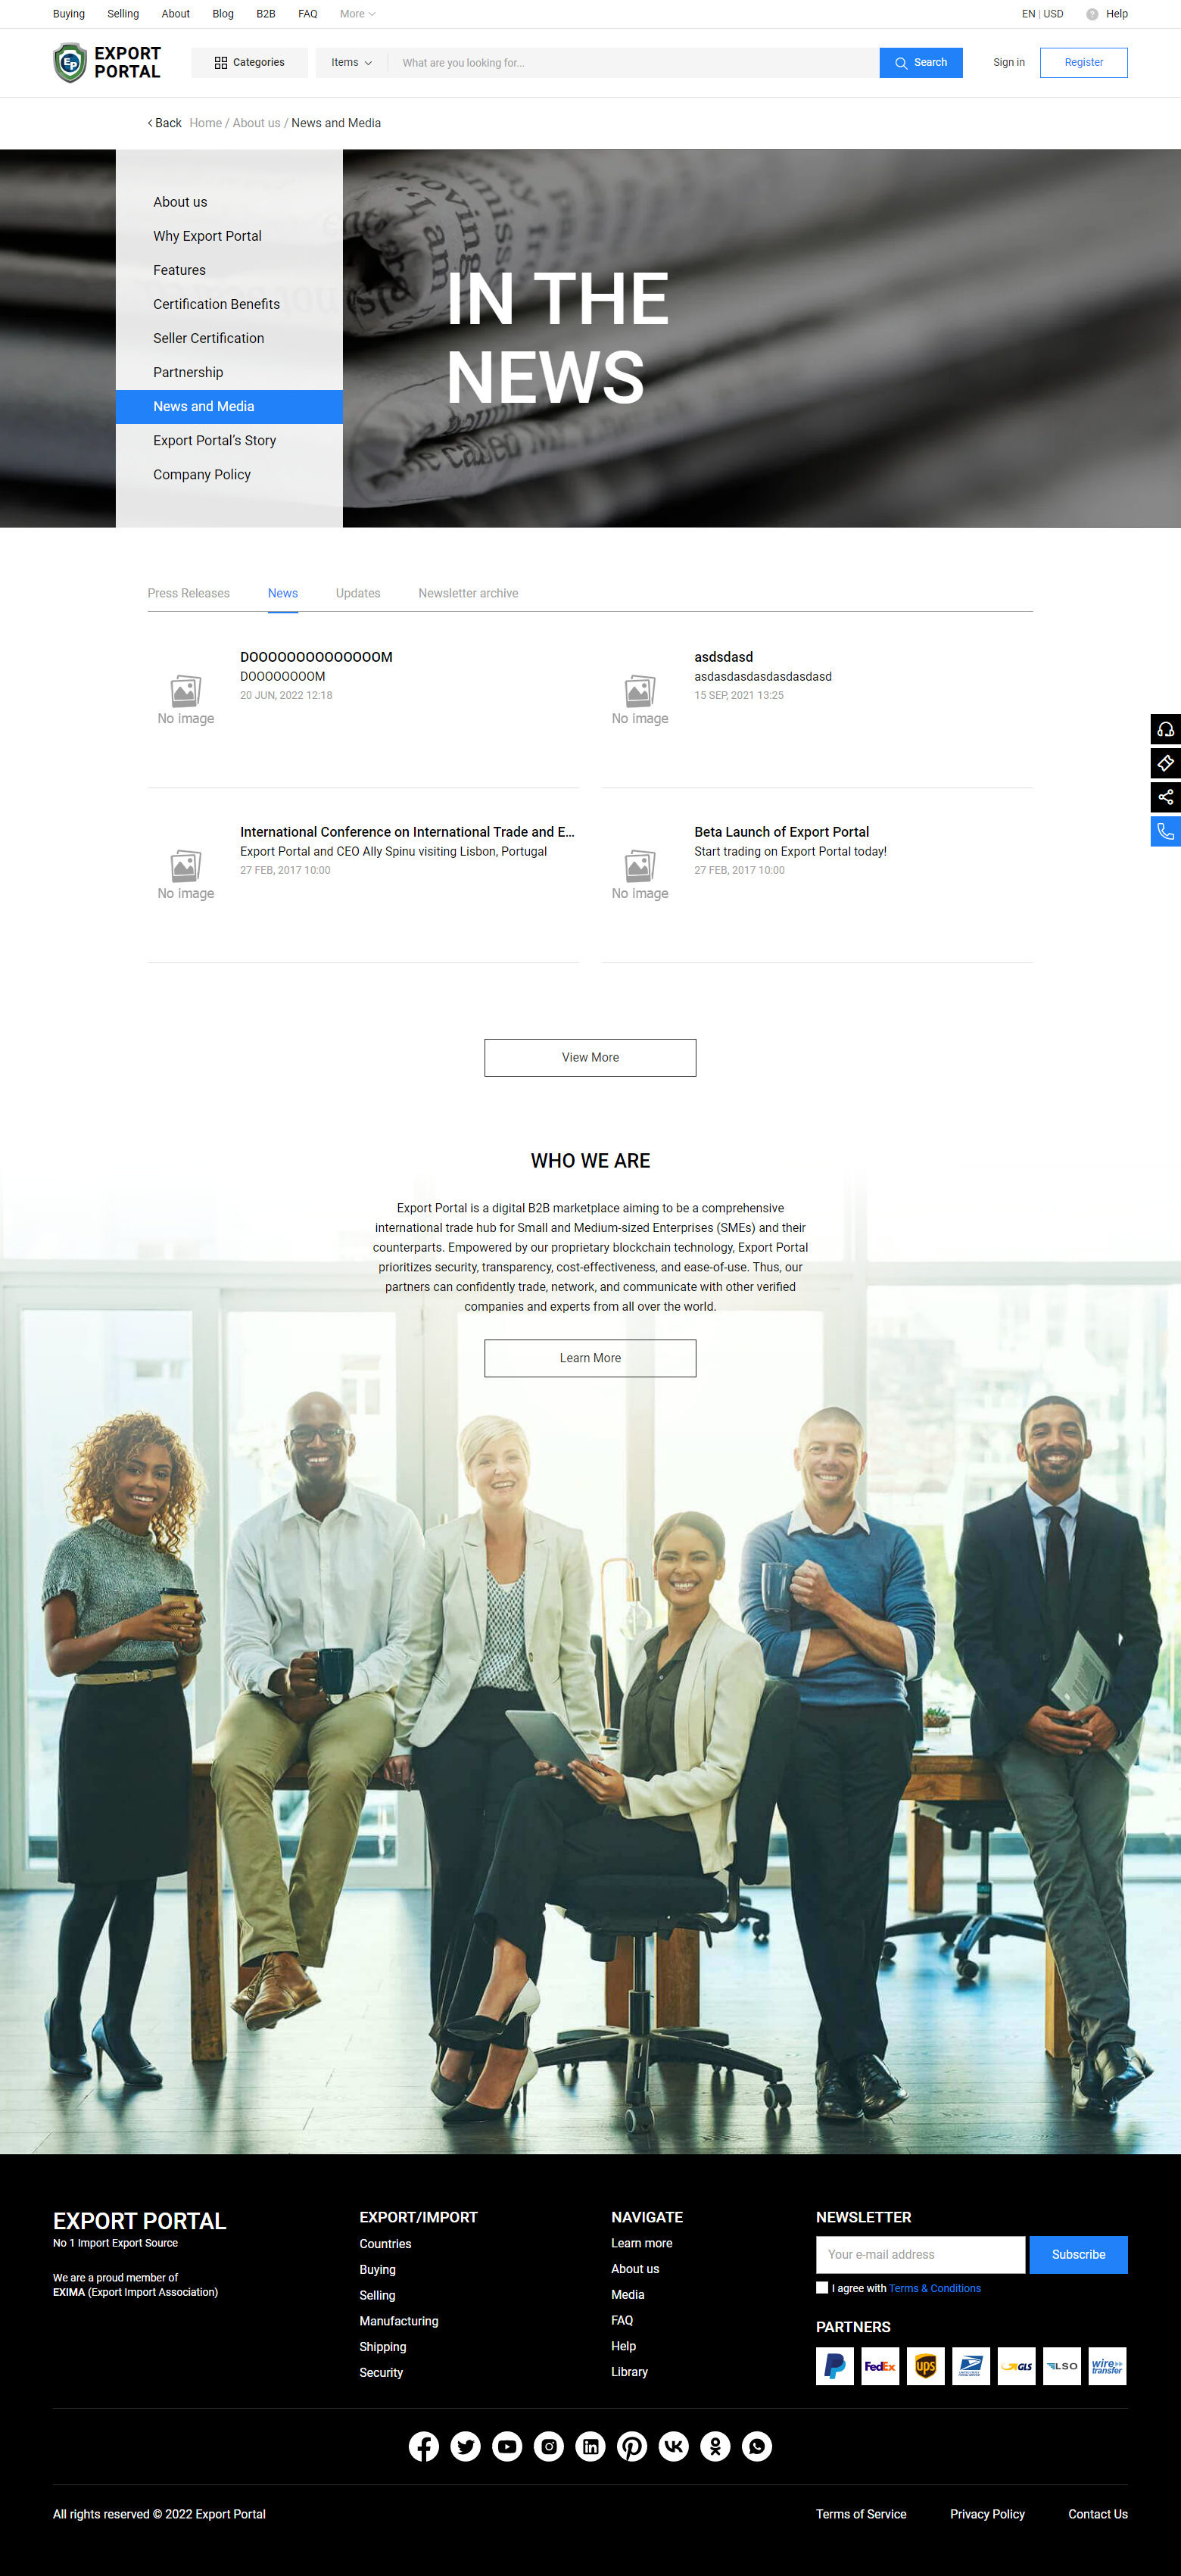 Buying Selling About Blog B2B FAQ More EN | USD ? Help
EP EXPORT PORTAL Categories Items What are you looking for... Search Sign in Register
Back Home / About us / News and Media
About us
Why Export Portal
Features
Certification Benefits
Seller Certification
Partnership
News and Media
Export Portal's Story
Company Policy
IN THE
NEWS
Press Releases News Updates Newsletter archive
No image
DOOOOOOOOOOOOOOM
DOOOOOOOOM
20 JUN, 2022 12:18
No image
asdsdasd
asdasdasdasdasdasdasd
15 SEP, 2021 13:25
No image
International Conference on International Trade and E...
Export Portal and CEO Ally Spinu visiting Lisbon, Portugal
27 FEB, 2017 10:00
No image
Beta Launch of Export Portal
Start trading on Export Portal today!
27 FEB, 2017 10:00
View More
WHO WE ARE
Export Portal is a digital B2B marketplace aiming to be a comprehensive
international trade hub for Small and Medium-sized Enterprises (SMEs) and their
counterparts. Empowered by our proprietary blockchain technology, Export Portal
prioritizes security, transparency, cost-effectiveness, and ease-of-use. Thus, our
partners can confidently trade, network, and communicate with other verified
companies and experts from all over the world.
Learn More
EXPORT PORTAL
No 1 Import Export Source
We are a proud member of
EXIMA (Export Import Association)
EXPORT/IMPORT
Countries
Buying
Selling
Manufacturing
Shipping
Security
NAVIGATE
Learn more
About us
Media
FAQ
Help
Library
NEWSLETTER
Your e-mail address Subscribe
I agree with Terms & Conditions
PARTNERS
FedEx ups GLS LSO wire transfer
All rights reserved © 2022 Export Portal Terms of Service Privacy Policy Contact Us